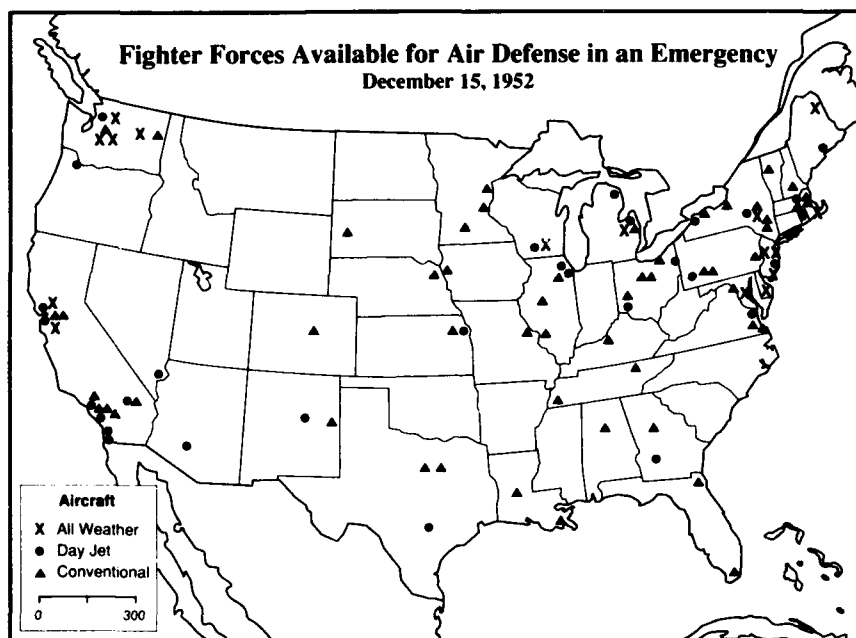 Fighter Forces Available for Air Defense in an Emergency
December 15, 1952
Aircraft
X All Weather
● Day Jet
▲ Conventional
0 300